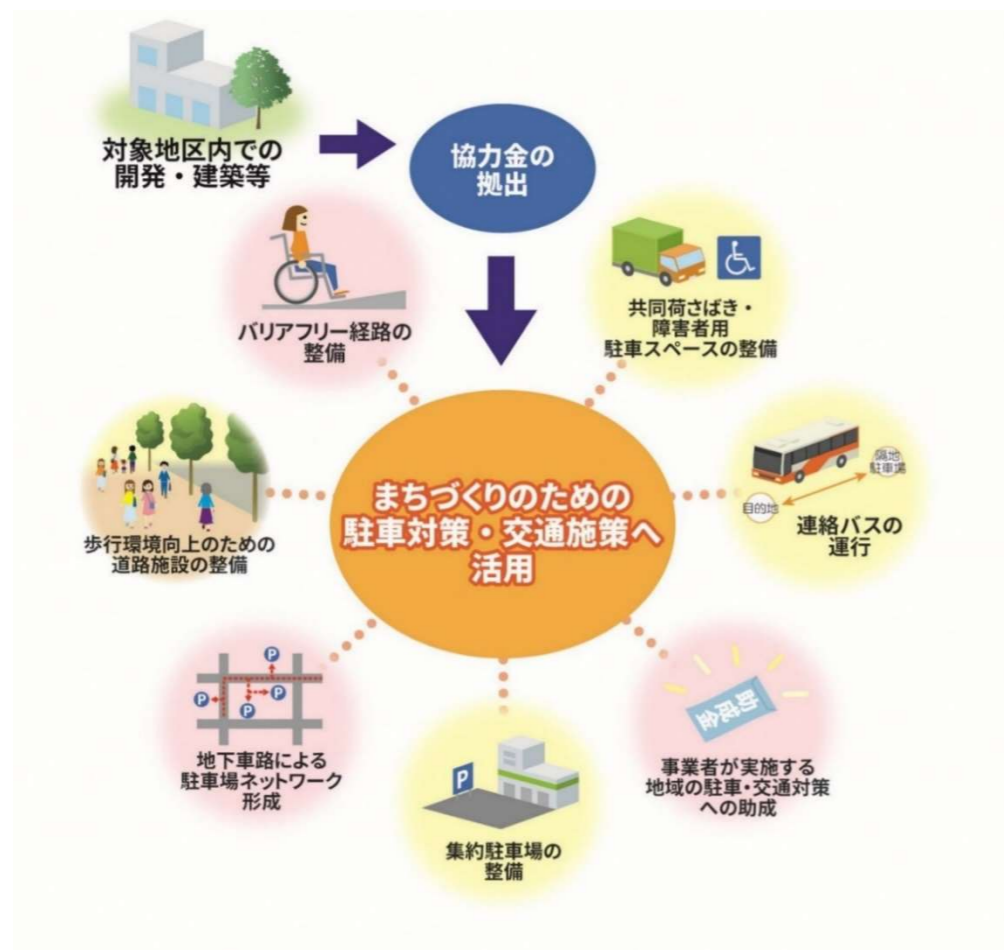 対象地区内での
開発・建築等
協力金の
拠出
バリアフリー経路の
整備
共同荷さばき・
障害者用
駐車スペースの整備
まちづくりのための
駐車対策・交通施策へ
活用
歩行環境向上のための
道路施設の整備
隔地
駐車場
目的地
連絡バスの
運行
P
P
P
P
地下車路による
駐車場ネットワーク
形成
P
集約駐車場の
整備
助成金
事業者が実施する
地域の駐車・交通対策
への助成